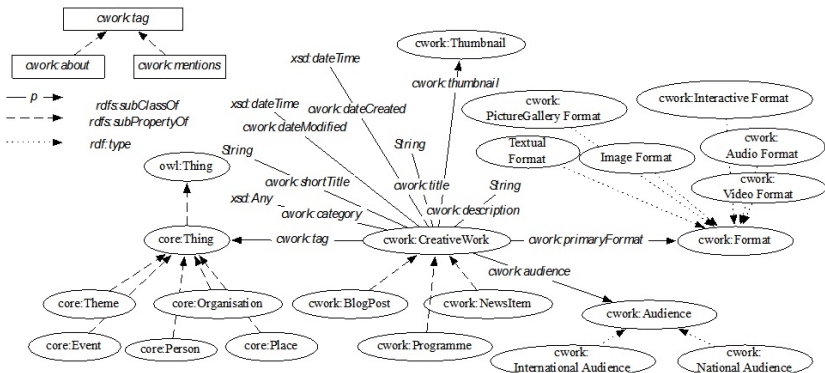 cwork:tag
cwork:about
cwork:mentions
p
rdfs:subClassOf
rdfs:subPropertyOf
rdf:type
owl:Thing
core:Thing
core:Theme
core:Organisation
core:Event
core:Person
core:Place
xsd:dateTime
cwork:dateCreated
xsd:dateTime
cwork:dateModified
String
cwork:shortTitle
xsd:Any
cwork:category
cwork:tag
String
cwork:title
String
cwork:description
cwork:thumbnail
cwork:Thumbnail
cwork:CreativeWork
cwork:primaryFormat
cwork:audience
cwork:BlogPost
cwork:NewsItem
cwork:Programme
cwork:
PictureGallery Format
cwork:Interactive Format
Textual
Format
Image Format
cwork:
Audio Format
cwork:
Video Format
cwork:Format
cwork:Audience
cwork:
International Audience
cwork:
National Audience